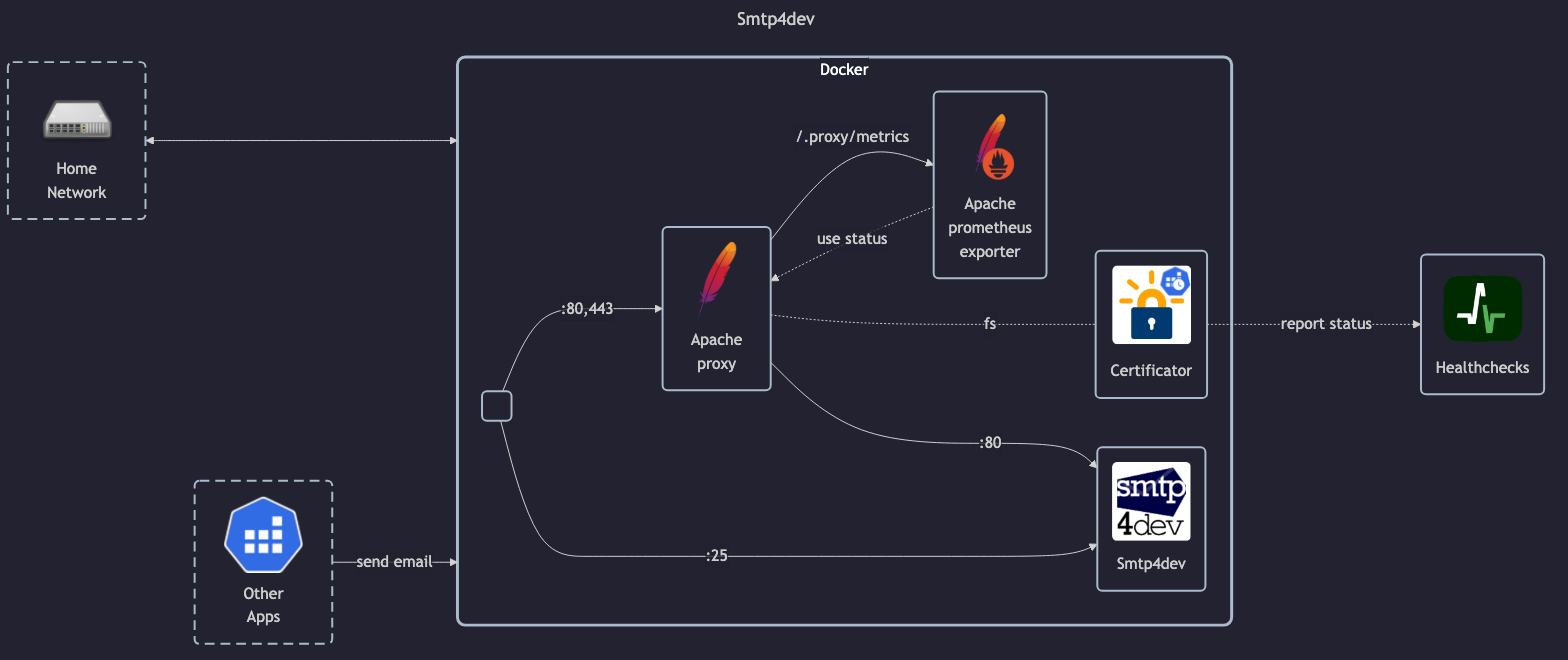 Smtp4dev
Docker
Home
Network
/.proxy/metrics
Apache
prometheus
exporter
use status
:80,443
Apache
proxy
fs
Certificator
report status
Healthchecks
:80
smtp
4dev
Smtp4dev
:25
send email
Other
Apps